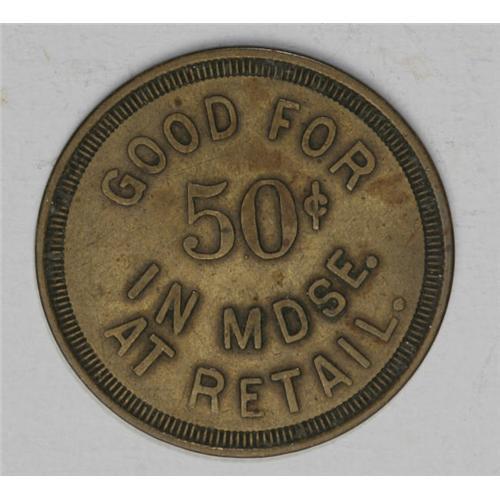 GOOD FOR
50¢
IN MDSE.
AT RETAIL.